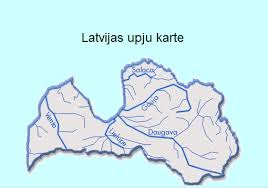 Latvijas upju karte
Salaca
Gauja
Venta
Lielupe
Daugava